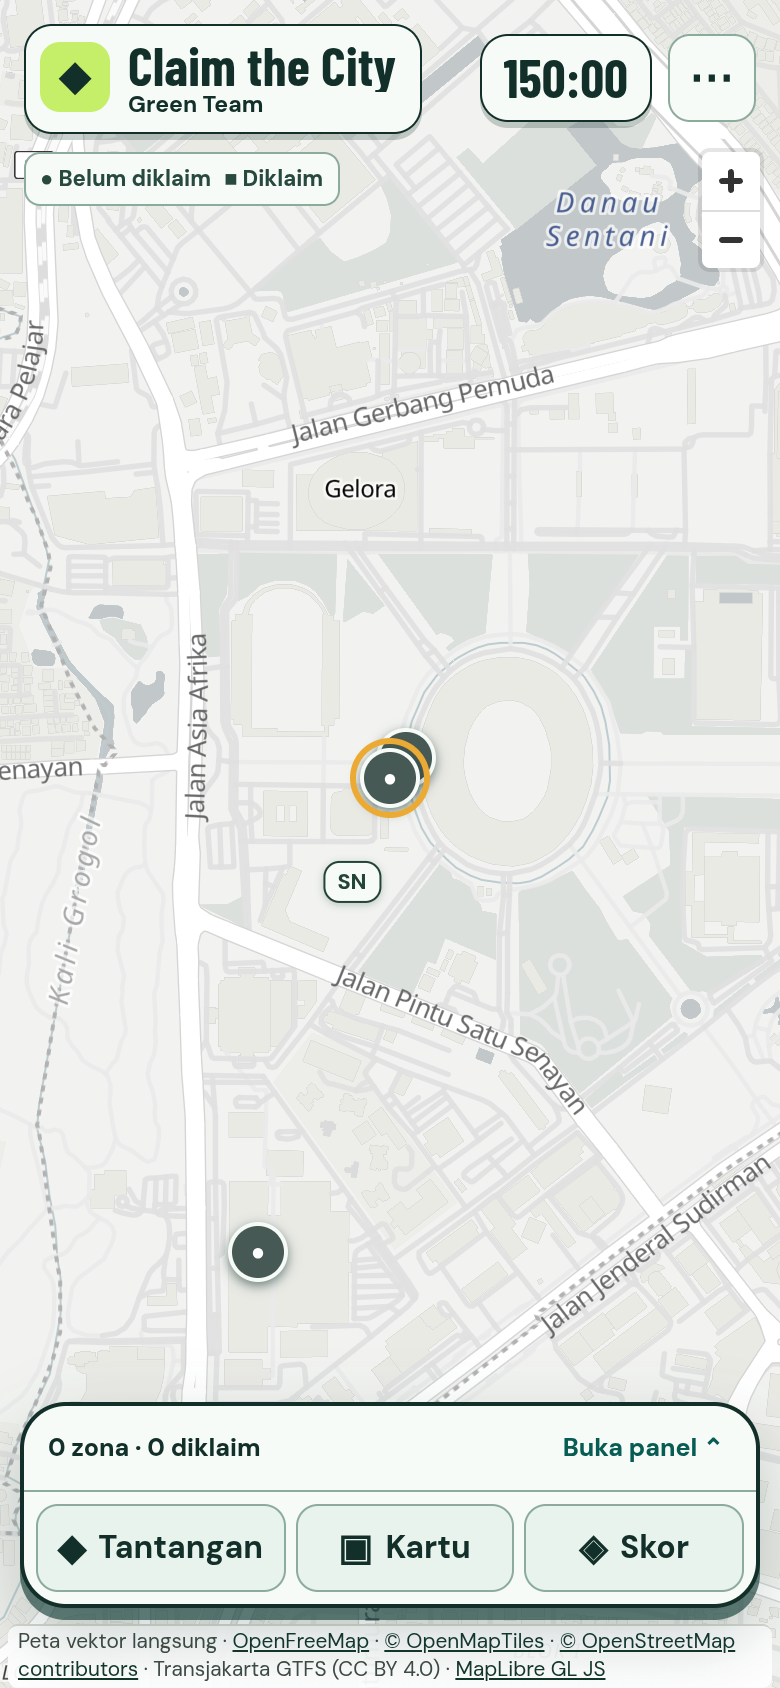 Claim the City
Green Team
150:00
...
● Belum diklaim ■ Diklaim
+
−
Danau
Sentani
Jalan Gerbang Pemuda
Gelora
Jalan Asia Afrika
enayan
Kali Grogol
SN
Jalan Pintu Satu Senayan
Jalan Jenderal Sudirman
0 zona · 0 diklaim
Buka panel ⌃
◆ Tantangan
▣ Kartu
◈ Skor
Peta vektor langsung · OpenFreeMap · © OpenMapTiles · © OpenStreetMap
contributors · Transjakarta GTFS (CC BY 4.0) · MapLibre GL JS